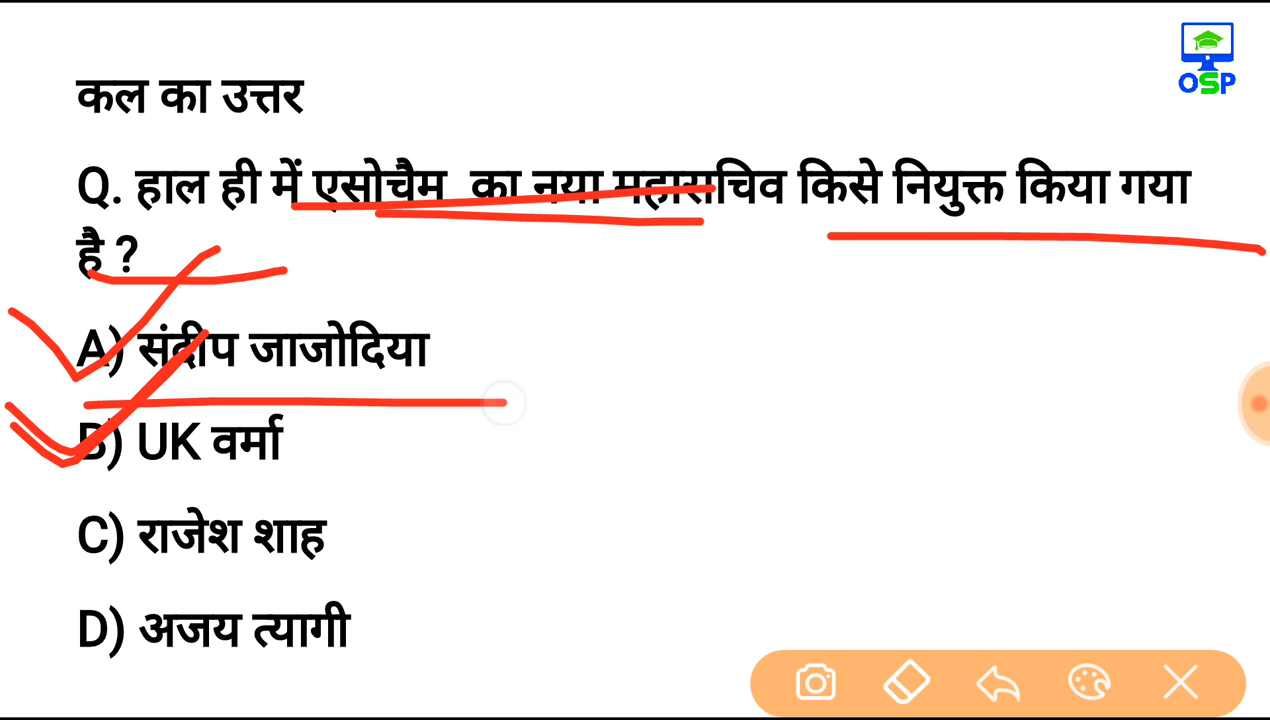 OSP
कल का उत्तर
Q. हाल ही में एसोचैम का नया महासचिव किसे नियुक्त किया गया
है ?
A) संदीप जाजोदिया
B) UK वर्मा
C) राजेश शाह
D) अजय त्यागी